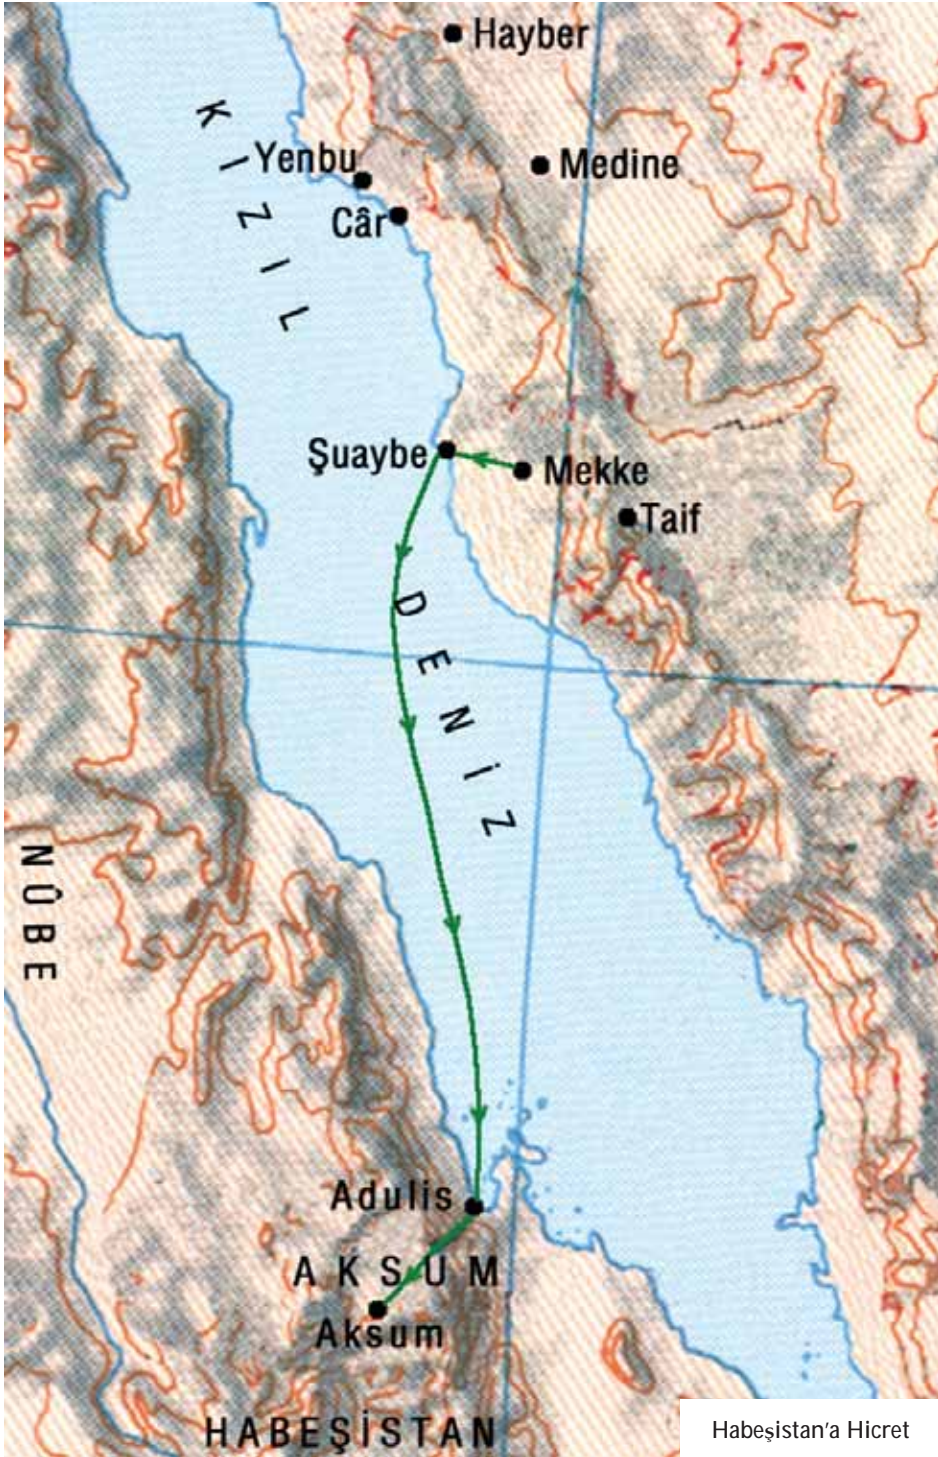 Hayber
Yenbu
Medine
Câr
KIZIL
Şuaybe
Mekke
Taif
DENİZ
NÛBE
Adulis
AKSUM
Aksum
HABEŞİSTAN
Habeşistan'a Hicret